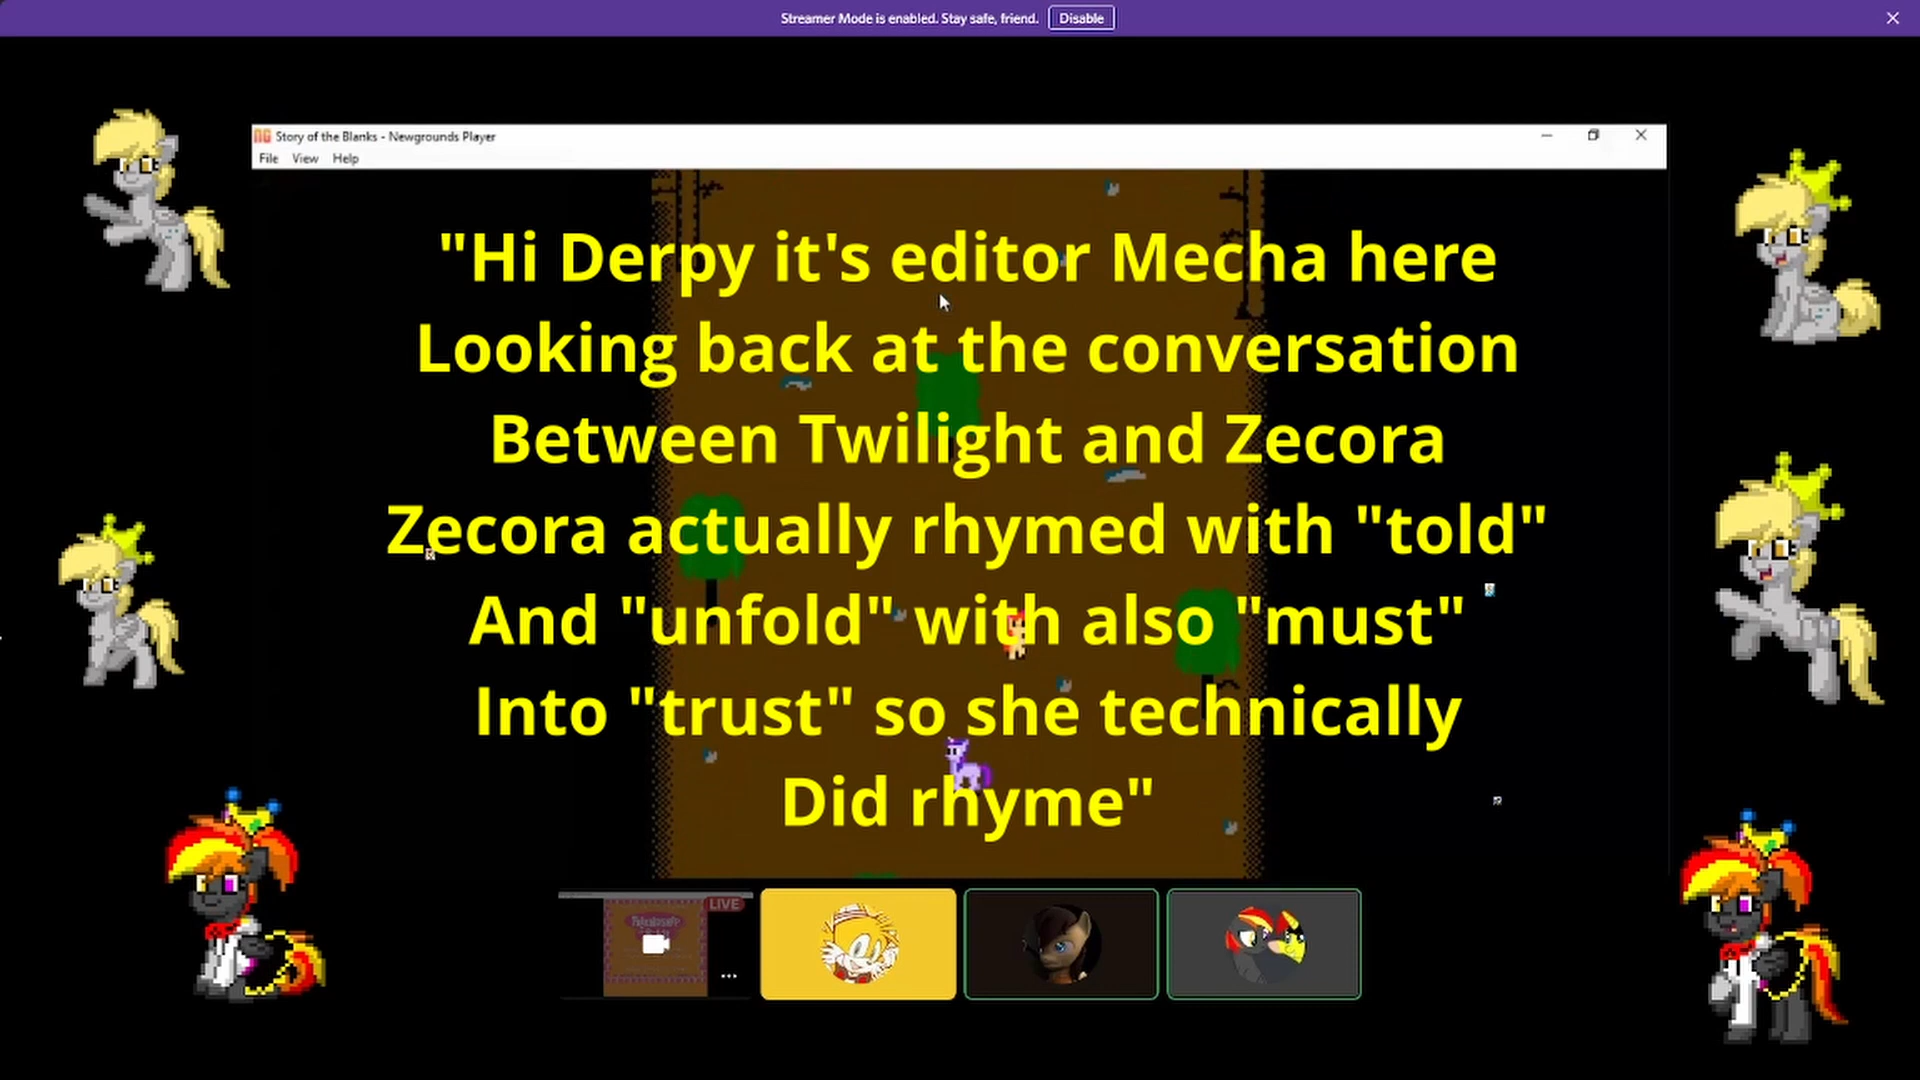 Streamer Mode is enabled. Stay safe, friend. Disable
NG Story of the Blanks - Newgrounds Player
File View Help
"Hi Derpy it's editor Mecha here
Looking back at the conversation
Between Twilight and Zecora
Zecora actually rhymed with "told"
And "unfold" with also "must"
Into "trust" so she technically
Did rhyme"
LIVE